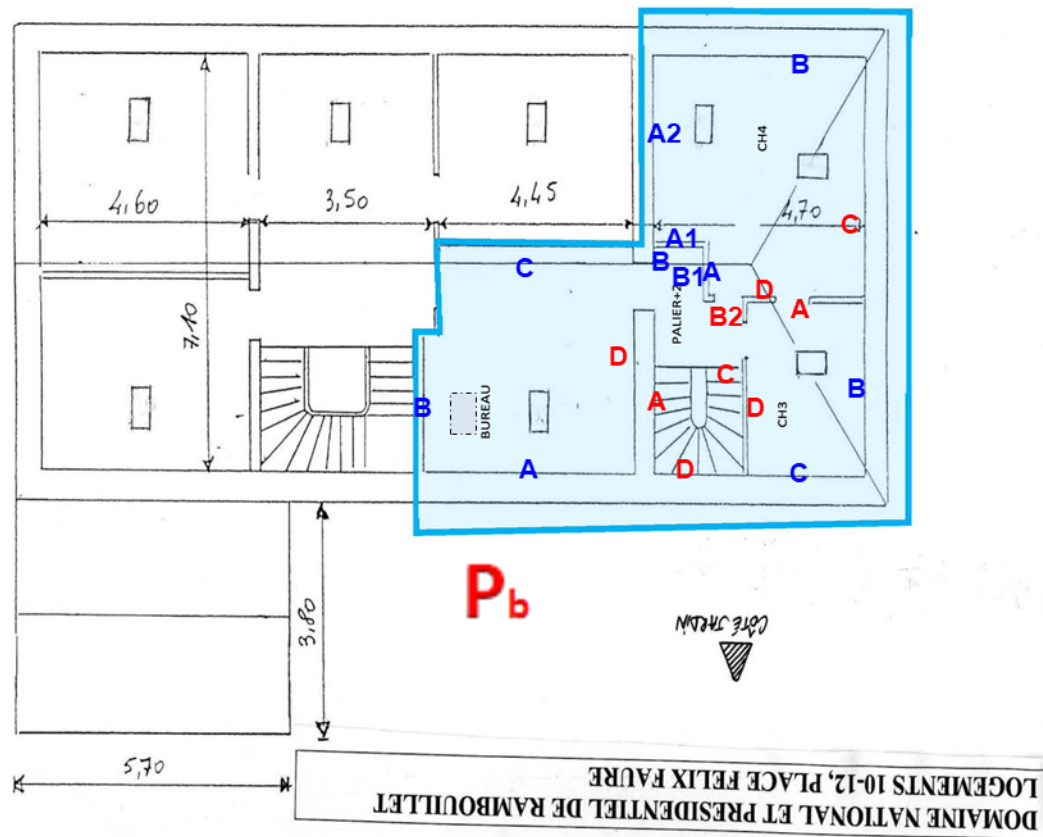 B
A2
CH4
4,60
3,50
4,45
4,70
C
A1
C
B
B1
A
7,10
PALIER+2
D
B2
A
D
C
B
BUREAU
A
D
CH3
B
A
D
C
Pb
3,80
CÔTÉ JARDIN
5,70
DOMAINE NATIONAL ET PRESIDENTIEL DE RAMBOUILLET
LOGEMENTS 10-12, PLACE FELIX FAURE